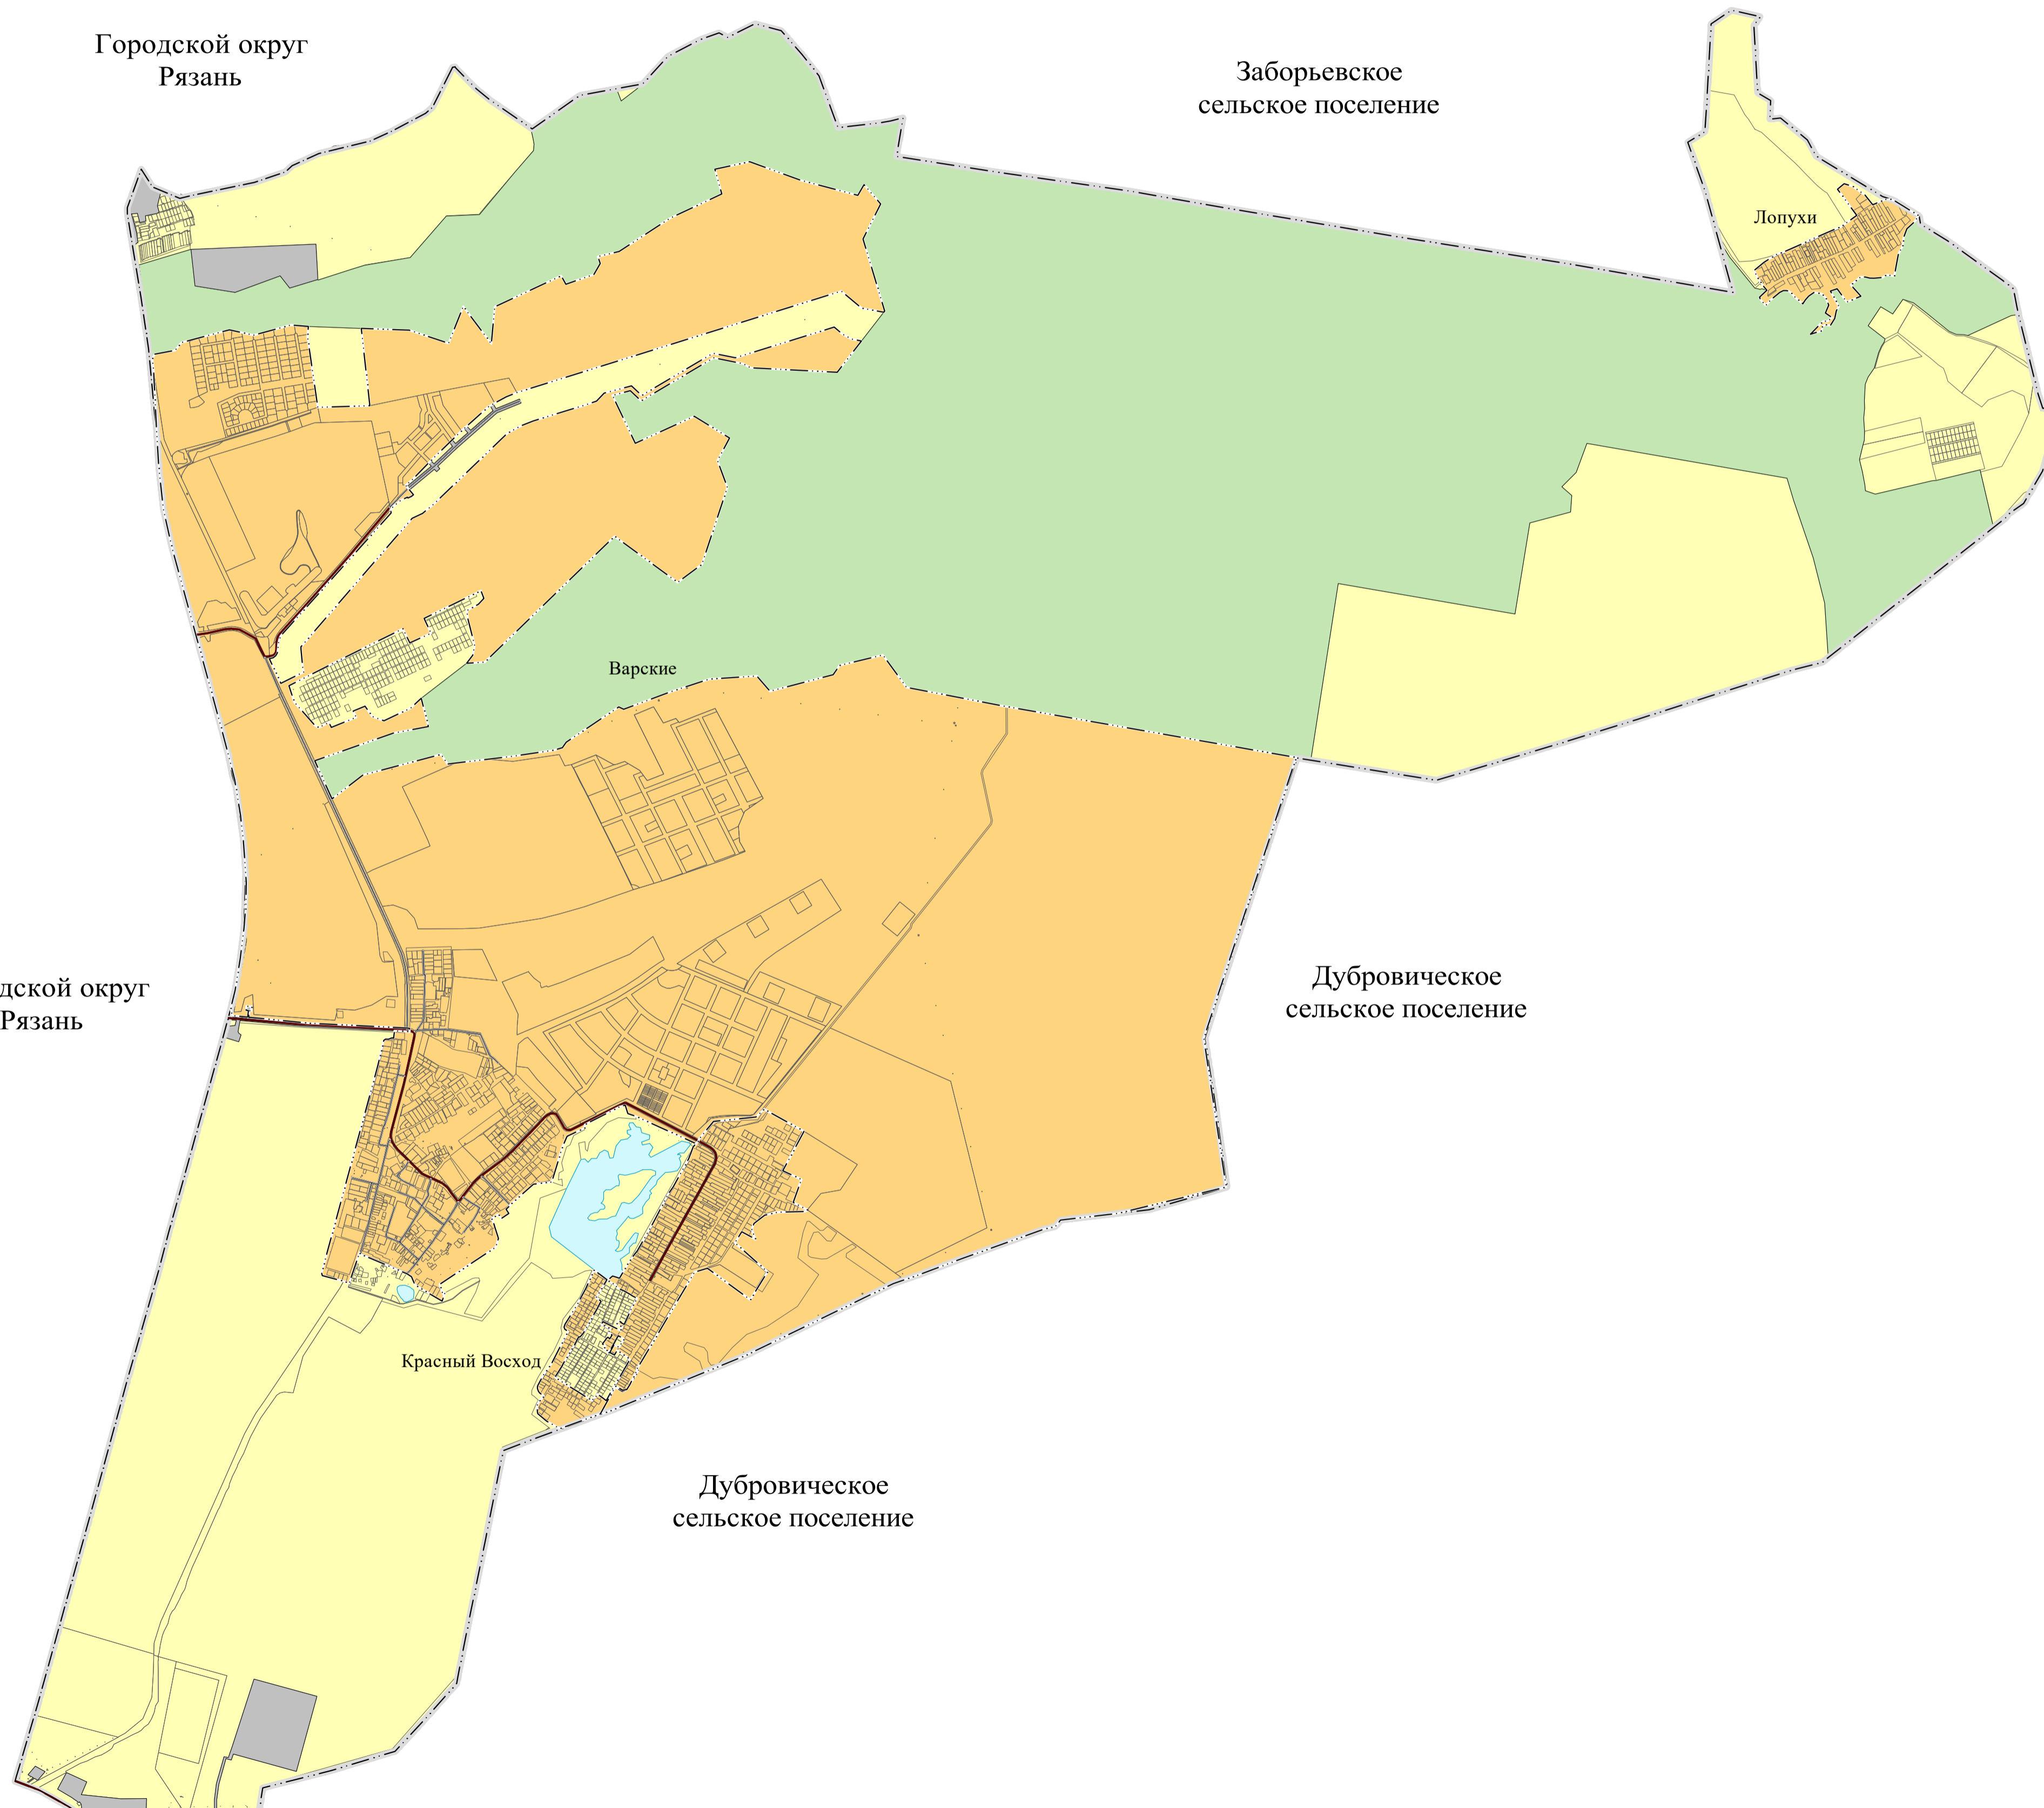 Городской округ
Рязань
Заборьевское
сельское поселение
Лопухи
Варские
дской округ
Рязань
Дубровическое
сельское поселение
Красный Восход
Дубровическое
сельское поселение